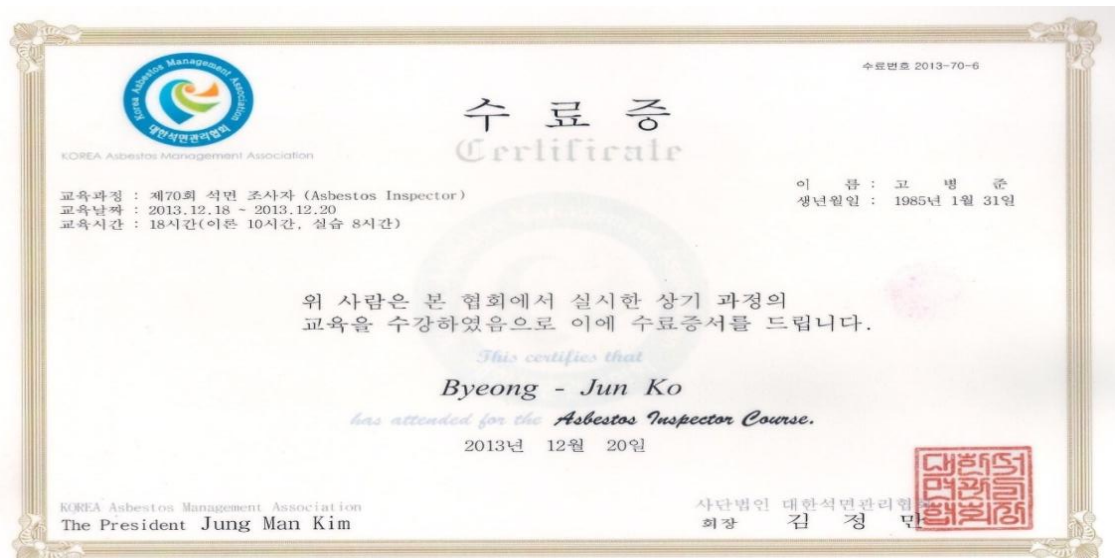 수료번호 2013-70-6
Korea Asbestos Management Association
대한석면관리협회
KOREA Asbestos Management Association
수 료 증
Certificate
교육과정 : 제70회 석면 조사자 (Asbestos Inspector)
교육날짜 : 2013.12.18 ~ 2013.12.20
교육시간 : 18시간(이론 10시간, 실습 8시간)
이 름 : 고 병 준
생년월일 : 1985년 1월 31일
위 사람은 본 협회에서 실시한 상기 과정의
교육을 수강하였음으로 이에 수료증서를 드립니다.
This certifies that
Byeong - Jun Ko
has attended for the Asbestos Inspector Course.
2013년 12월 20일
KOREA Asbestos Management Association
The President Jung Man Kim
사단법인 대한석면관리협
회장 김 정 만